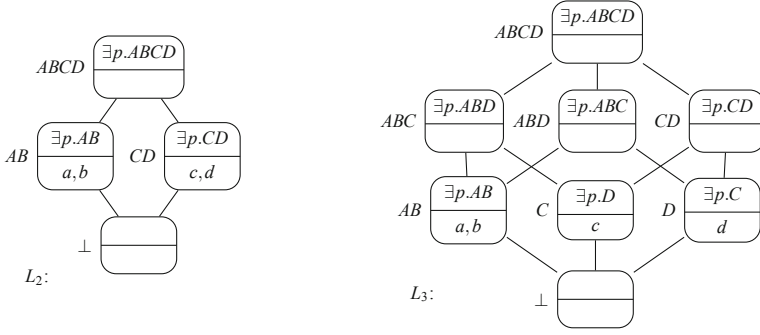 ∃p.ABCD
ABCD
∃p.AB
AB
a,b
∃p.CD
CD
c,d
⊥
L₂:
∃p.ABCD
ABCD
∃p.ABD
ABC
∃p.ABC
ABD
∃p.CD
CD
∃p.AB
AB
a,b
∃p.D
C
c
∃p.C
D
d
⊥
L₃: